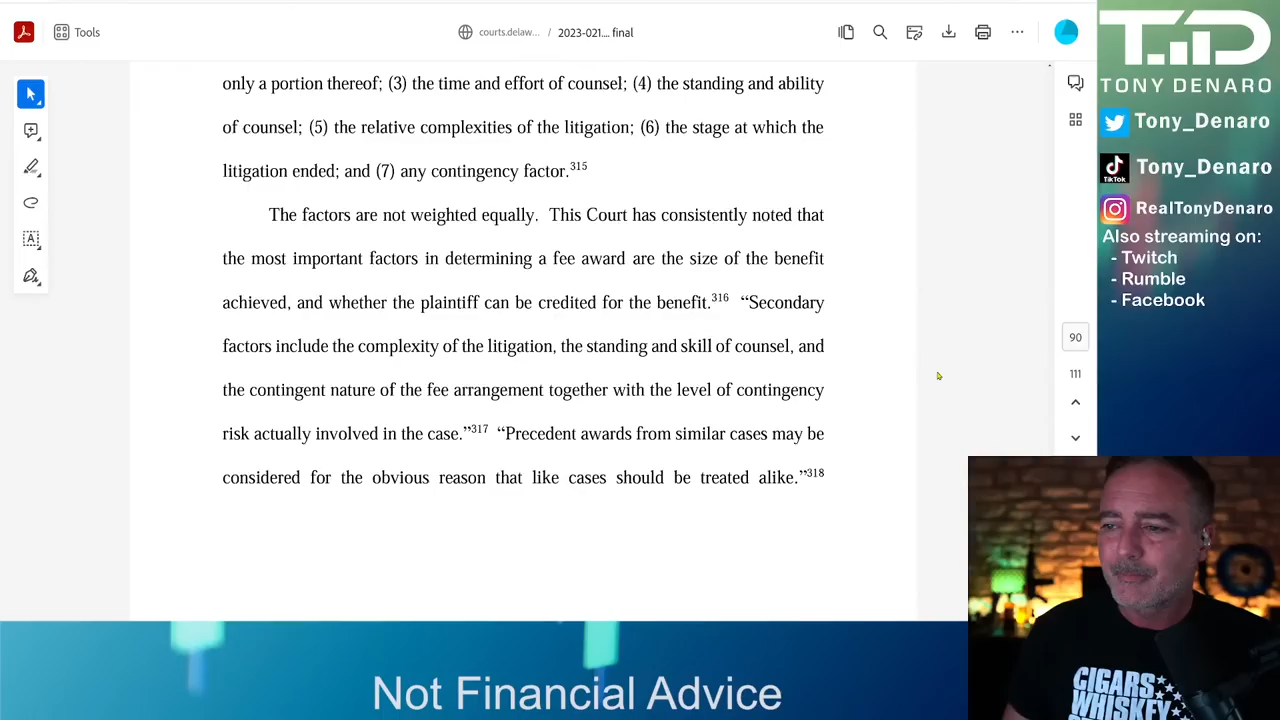 Tools
courts.delaw... / 2023-021.... final
only a portion thereof; (3) the time and effort of counsel; (4) the standing and ability
of counsel; (5) the relative complexities of the litigation; (6) the stage at which the
litigation ended; and (7) any contingency factor.315
The factors are not weighted equally. This Court has consistently noted that
the most important factors in determining a fee award are the size of the benefit
achieved, and whether the plaintiff can be credited for the benefit.316 “Secondary
factors include the complexity of the litigation, the standing and skill of counsel, and
the contingent nature of the fee arrangement together with the level of contingency
risk actually involved in the case.”317 “Precedent awards from similar cases may be
considered for the obvious reason that like cases should be treated alike.”318
90
111
TD
TONY DENARO
Tony_Denaro
TikTok
Tony_Denaro
RealTonyDenaro
Also streaming on:
- Twitch
- Rumble
- Facebook
CIGARS
WHISKEY
Not Financial Advice